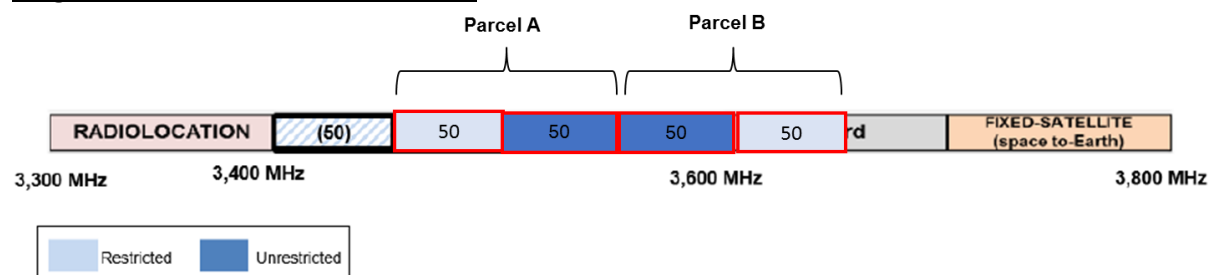 Parcel A
Parcel B
RADIOLOCATION
(50)
50
50
50
50
rd
FIXED-SATELLITE
(space to-Earth)
3,300 MHz
3,400 MHz
3,600 MHz
3,800 MHz
Restricted
Unrestricted